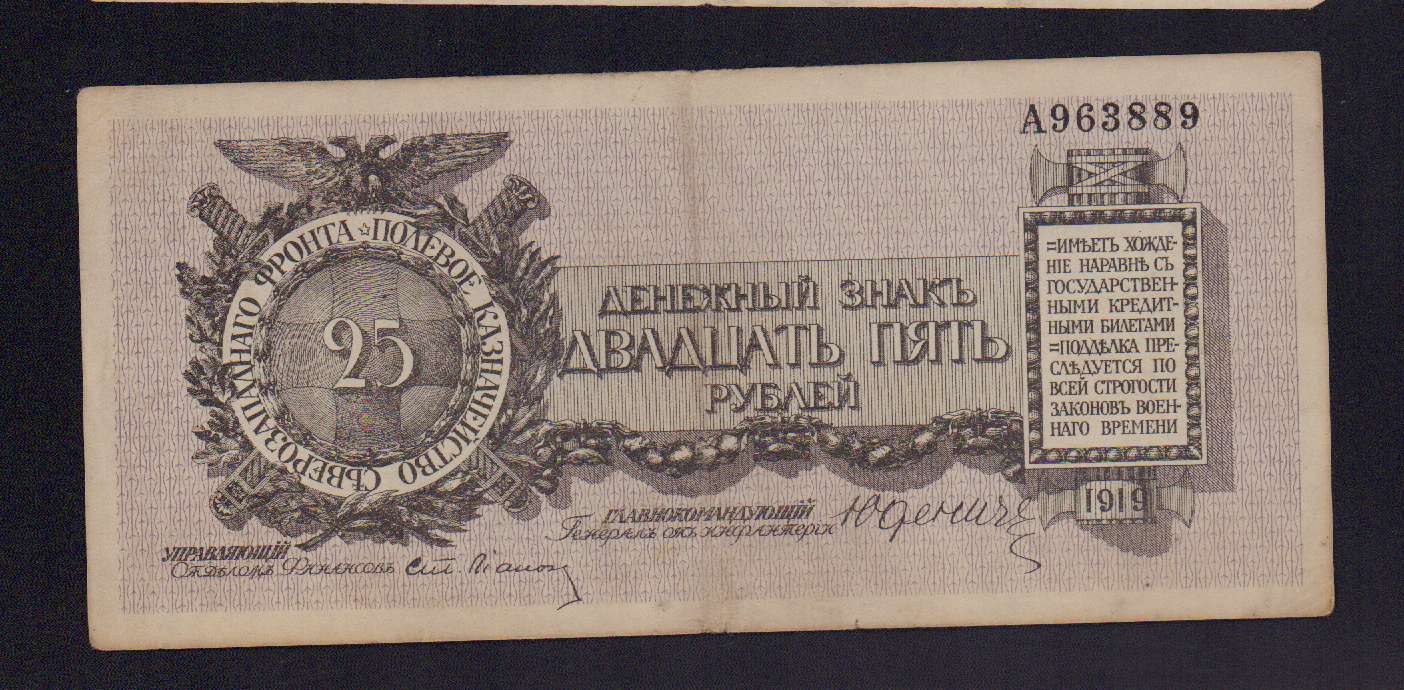 А963889
ПОЛЕВОЕ КАЗНАЧЕЙСТВО СѢВЕРОЗАПАДНАГО ФРОНТА
25
ДЕНЕЖНЫЙ ЗНАКЪ
ДВАДЦАТЬ ПЯТЬ
РУБЛЕЙ
=ИМѢЕТЪ ХОЖДЕ-
НІЕ НАРАВНѢ СЪ
ГОСУДАРСТВЕН-
НЫМИ КРЕДИТ-
НЫМИ БИЛЕТАМИ
=ПОДДѢЛКА ПРЕ-
СЛѢДУЕТСЯ ПО
ВСЕЙ СТРОГОСТИ
ЗАКОНОВЪ ВОЕН-
НАГО ВРЕМЕНИ
1919
ГЛАВНОКОМАНДУЮЩІЙ
Генералъ отъ инфантеріи Юденичъ
УПРАВЛЯЮЩІЙ
Отдѣломъ Финансовъ